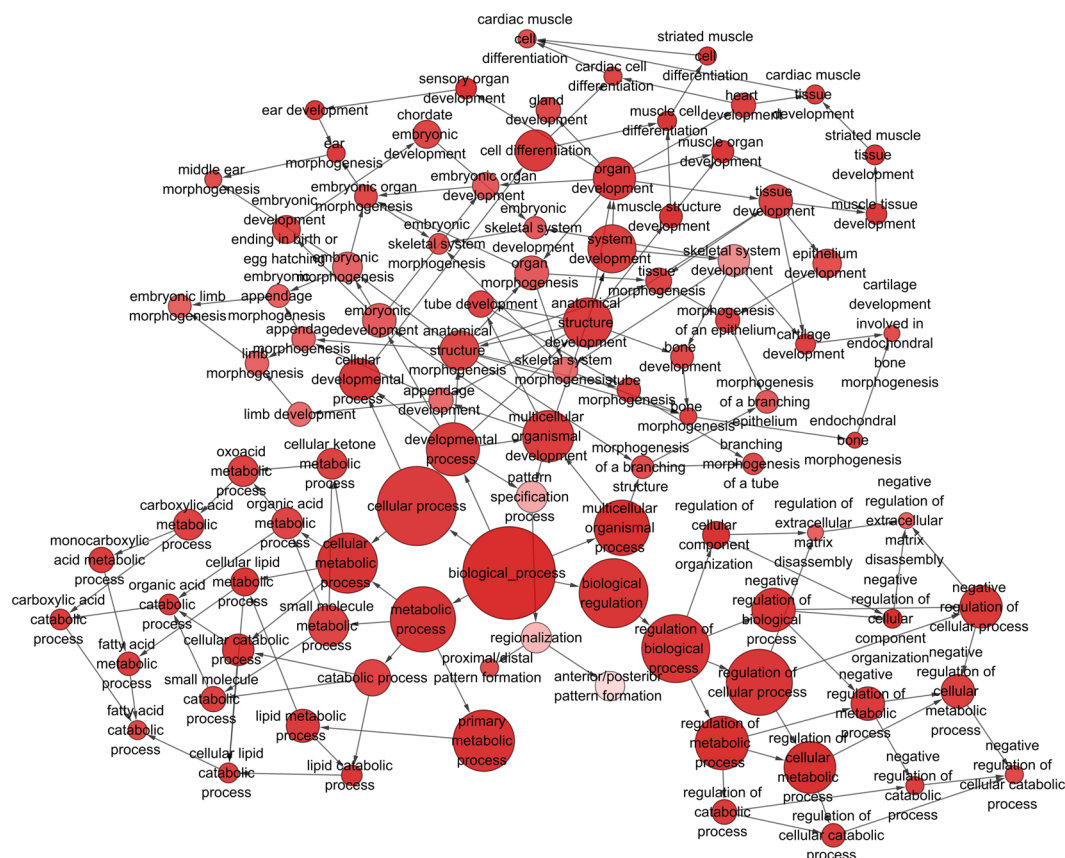 cardiac muscle
cell
differentiation
striated muscle
cell
differentiation
cardiac cell
differentiation
cardiac muscle
tissue
development
sensory organ
development
ear development
gland
development
heart
development
chordate
embryonic
development
muscle cell
differentiation
striated muscle
tissue
development
cell differentiation
muscle organ
development
ear
morphogenesis
middle ear
morphogenesis
embryonic organ
morphogenesis
embryonic organ
development
organ
development
tissue
development
muscle tissue
development
embryonic
development
ending in birth or
egg hatching
embryonic
skeletal system
development
muscle structure
development
embryonic
skeletal system
morphogenesis
system
development
skeletal system
development
epithelium
development
embryonic
morphogenesis
organ
morphogenesis
tissue
morphogenesis
embryonic
appendage
morphogenesis
embryonic limb
morphogenesis
tube development
anatomical
structure
development
morphogenesis
of an epithelium
cartilage
development
involved in
endochondral
bone
morphogenesis
embryonic
development
appendage
morphogenesis
anatomical
structure
morphogenesis
cartilage
development
limb
morphogenesis
bone
development
skeletal system
morphogenesis
cellular
developmental
process
tube
morphogenesis
appendage
development
morphogenesis
of a branching
epithelium
limb development
bone
morphogenesis
endochondral
bone
morphogenesis
multicellular
organismal
development
developmental
process
morphogenesis
of a branching
structure
branching
morphogenesis
of a tube
oxoacid
metabolic
process
cellular ketone
metabolic
process
pattern
specification
process
cellular process
carboxylic acid
metabolic
process
organic acid
metabolic
process
multicellular
organismal
process
regulation of
cellular
component
organization
regulation of
extracellular
matrix
disassembly
negative
regulation of
extracellular
matrix
disassembly
monocarboxylic
acid metabolic
process
cellular
metabolic
process
biological_process
cellular lipid
metabolic
process
biological
regulation
organic acid
catabolic
process
carboxylic acid
catabolic
process
small molecule
metabolic
process
metabolic
process
negative
regulation of
biological
process
negative
regulation of
cellular
component
organization
negative
regulation of
cellular process
regionalization
regulation of
biological
process
cellular catabolic
process
fatty acid
metabolic
process
proximal/distal
pattern formation
catabolic process
anterior/posterior
pattern formation
regulation of
cellular process
small molecule
catabolic
process
negative
regulation of
metabolic
process
negative
regulation of
cellular
metabolic
process
fatty acid
catabolic
process
lipid metabolic
process
primary
metabolic
process
regulation of
metabolic
process
regulation of
cellular
metabolic
process
cellular lipid
catabolic
process
lipid catabolic
process
negative
regulation of
catabolic
process
negative
regulation of
cellular catabolic
process
regulation of
catabolic
process
regulation of
cellular catabolic
process